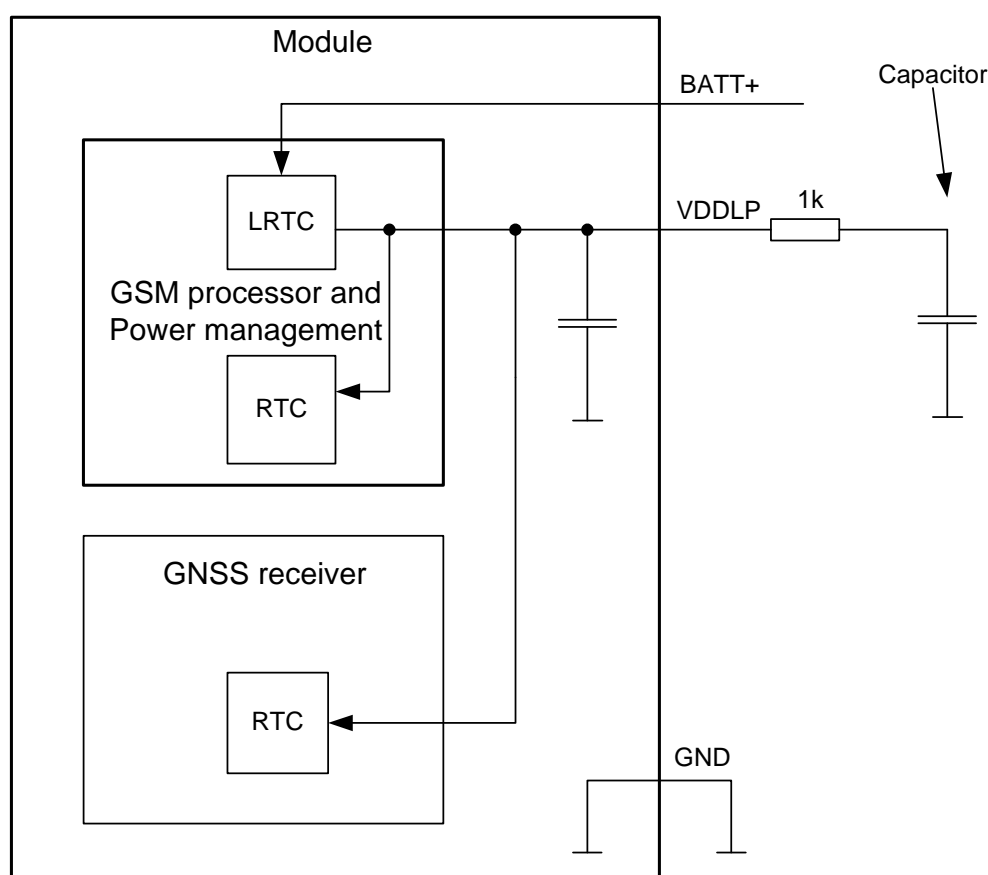 Module
BATT+
Capacitor
LRTC
VDDLP
1k
GSM processor and
Power management
RTC
GNSS receiver
RTC
GND